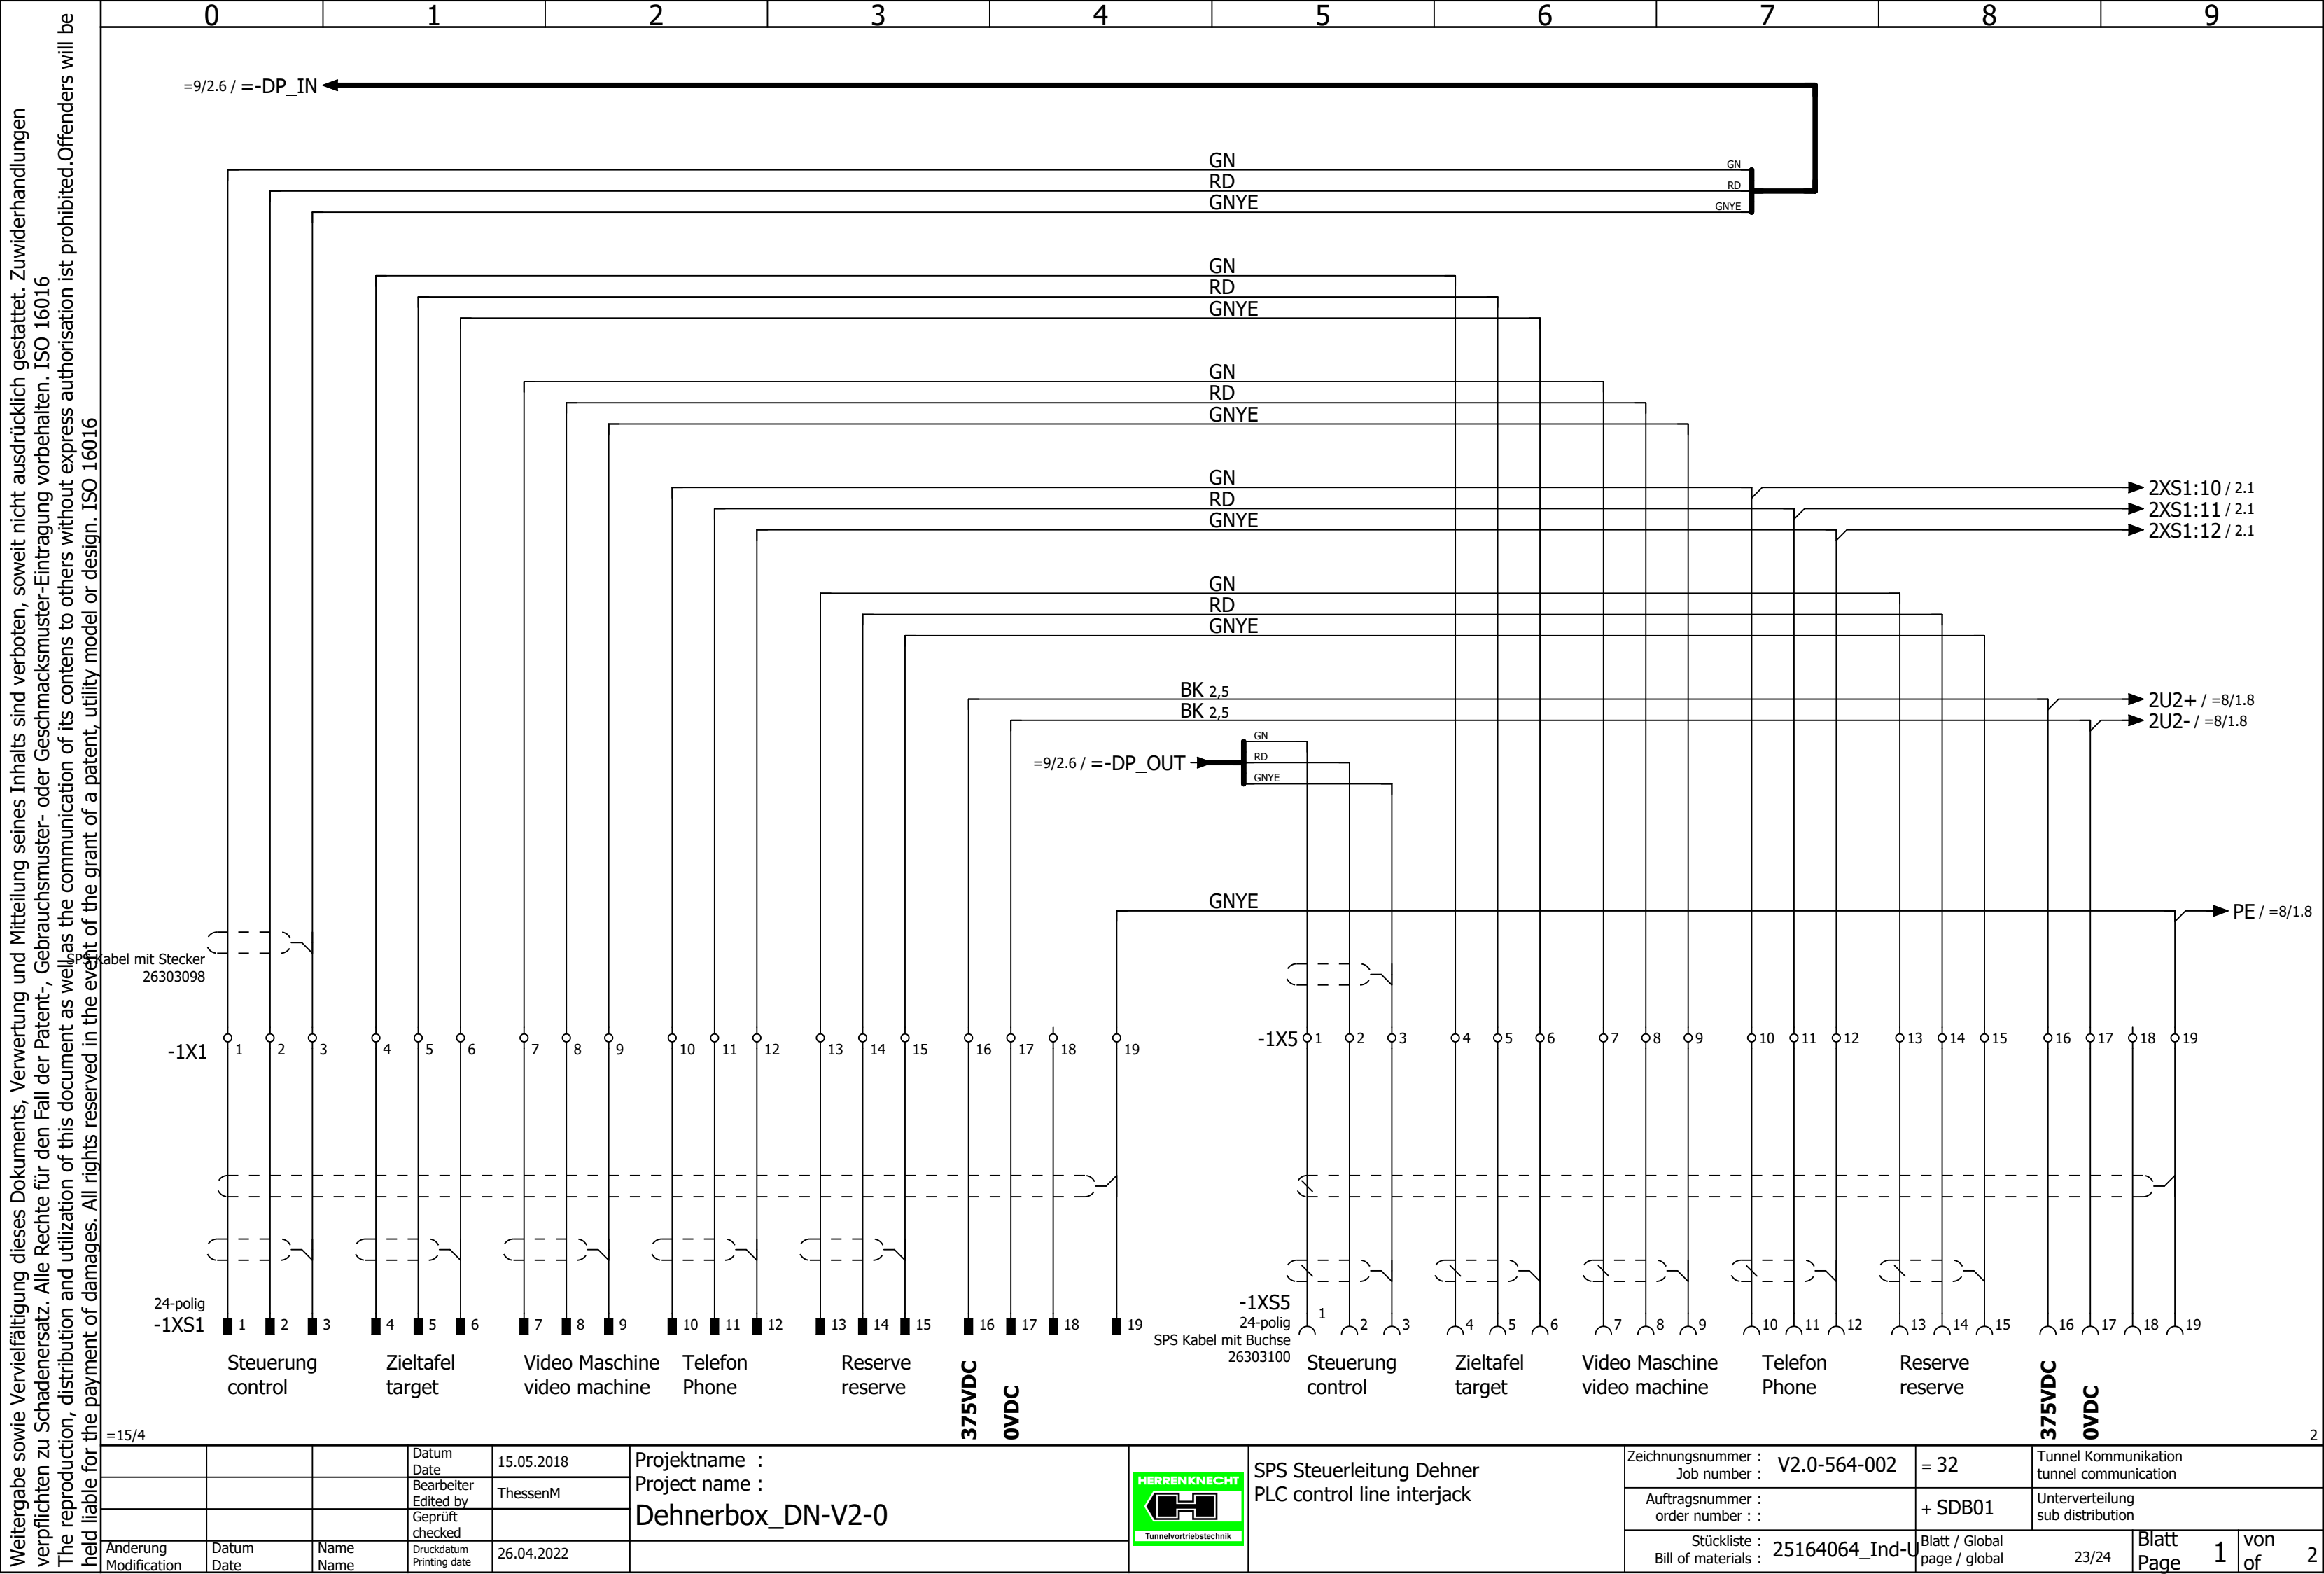 0 1 2 3 4 5 6 7 8 9
=9/2.6 / =-DP_IN
GN GN
RD RD
GNYE GNYE
GN
RD
GNYE
GN
RD
GNYE
GN 2XS1:10 / 2.1
RD 2XS1:11 / 2.1
GNYE 2XS1:12 / 2.1
GN
RD
GNYE
BK 2,5 2U2+ / =8/1.8
BK 2,5 2U2- / =8/1.8
GN
=9/2.6 / =-DP_OUT RD
GNYE
GNYE PE / =8/1.8
SPS Kabel mit Stecker
26303098
-1X1 1 2 3 4 5 6 7 8 9 10 11 12 13 14 15 16 17 18 19
-1X5 1 2 3 4 5 6 7 8 9 10 11 12 13 14 15 16 17 18 19
24-polig
-1XS1 1 2 3 4 5 6 7 8 9 10 11 12 13 14 15 16 17 18 19
-1XS5
24-polig
SPS Kabel mit Buchse
26303100
1 2 3 4 5 6 7 8 9 10 11 12 13 14 15 16 17 18 19
Steuerung
control
Zieltafel
target
Video Maschine
video machine
Telefon
Phone
Reserve
reserve
375VDC
0VDC
Steuerung
control
Zieltafel
target
Video Maschine
video machine
Telefon
Phone
Reserve
reserve
375VDC
0VDC
=15/4
2
Weitergabe sowie Vervielfältigung dieses Dokuments, Verwertung und Mitteilung seines Inhalts sind verboten, soweit nicht ausdrücklich gestattet. Zuwiderhandlungen
verpflichten zu Schadenersatz. Alle Rechte für den Fall der Patent-, Gebrauchsmuster- oder Geschmacksmuster-Eintragung vorbehalten. ISO 16016
The reproduction, distribution and utilization of this document as well as the communication of its contens to others without express authorisation ist prohibited.Offenders will be
held liable for the payment of damages. All rights reserved in the event of the grant of a patent, utility model or design. ISO 16016
Änderung
Modification
Datum
Date
Name
Name
Datum
Date
15.05.2018
Bearbeiter
Edited by
ThessenM
Geprüft
checked
Druckdatum
Printing date
26.04.2022
Projektname :
Project name :
Dehnerbox_DN-V2-0
HERRENKNECHT
Tunnelvortriebstechnik
SPS Steuerleitung Dehner
PLC control line interjack
Zeichnungsnummer :
Job number :
V2.0-564-002
Auftragsnummer :
order number : :
Stückliste :
Bill of materials :
25164064_Ind-U
= 32
+ SDB01
Blatt / Global
page / global
23/24
Tunnel Kommunikation
tunnel communication
Unterverteilung
sub distribution
Blatt
Page
1
von
of
2